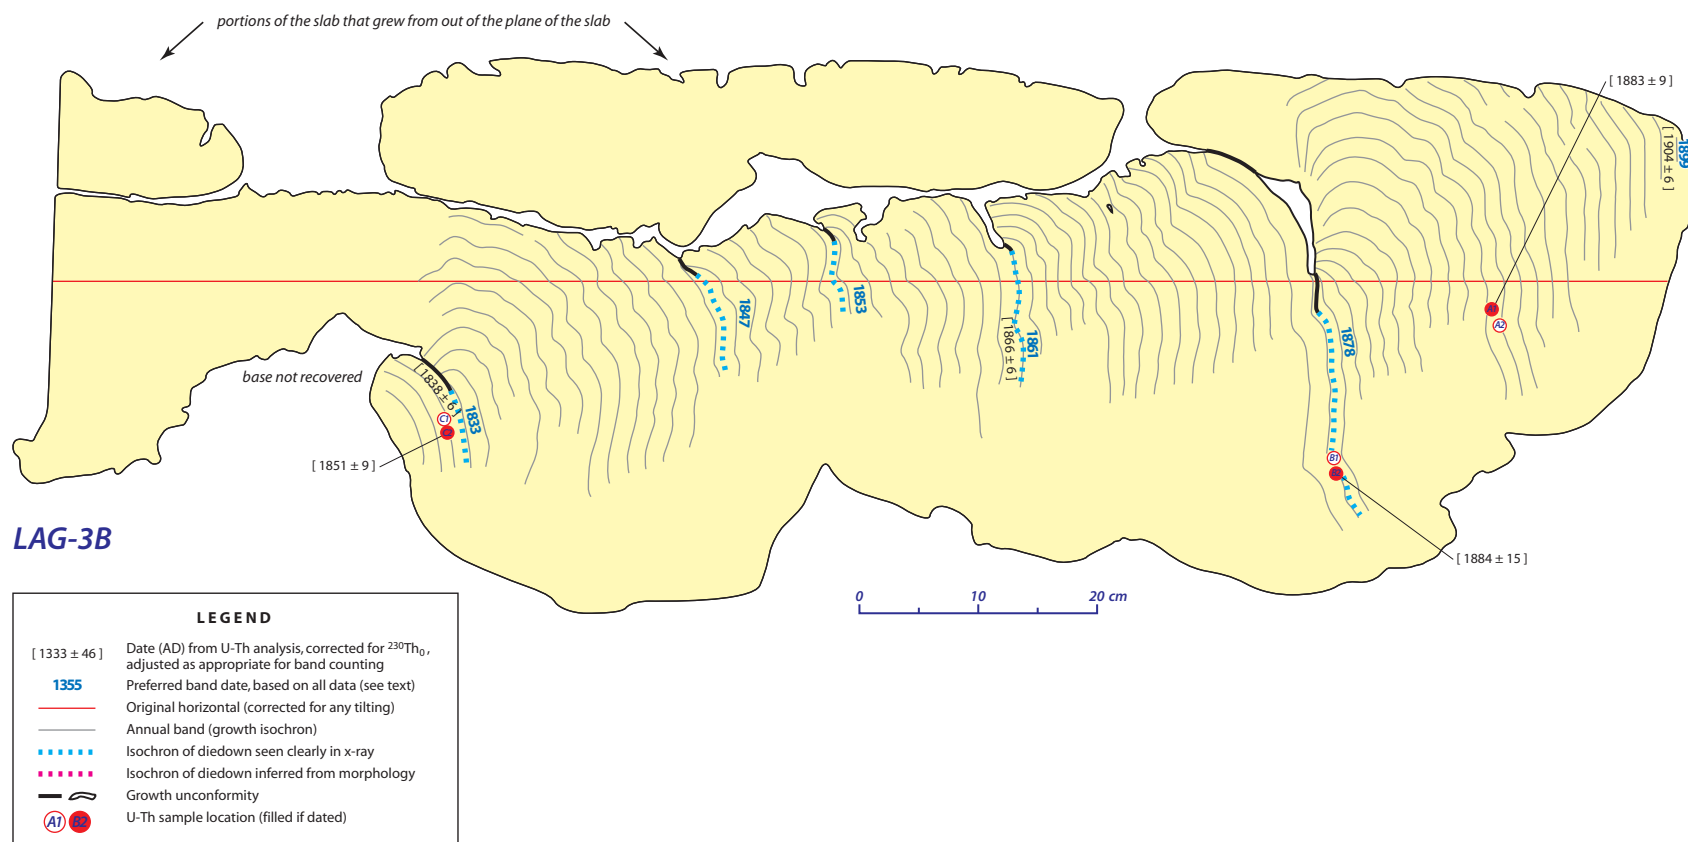 portions of the slab that grew from out of the plane of the slab
[ 1883 ± 9 ]
1899
[ 1904 ± 6 ]
1847
1853
1861
[ 1866 ± 6 ]
1878
A1
A2
base not recovered
[ 1838 ± 6 ]
1833
C1
[ 1851 ± 9 ]
B1
B2
[ 1884 ± 15 ]
LAG-3B
0 10 20 cm
LEGEND
[ 1333 ± 46 ] Date (AD) from U-Th analysis, corrected for ²³⁰Th₀,
adjusted as appropriate for band counting
1355 Preferred band date, based on all data (see text)
Original horizontal (corrected for any tilting)
Annual band (growth isochron)
Isochron of diedown seen clearly in x-ray
Isochron of diedown inferred from morphology
Growth unconformity
A1 B2 U-Th sample location (filled if dated)